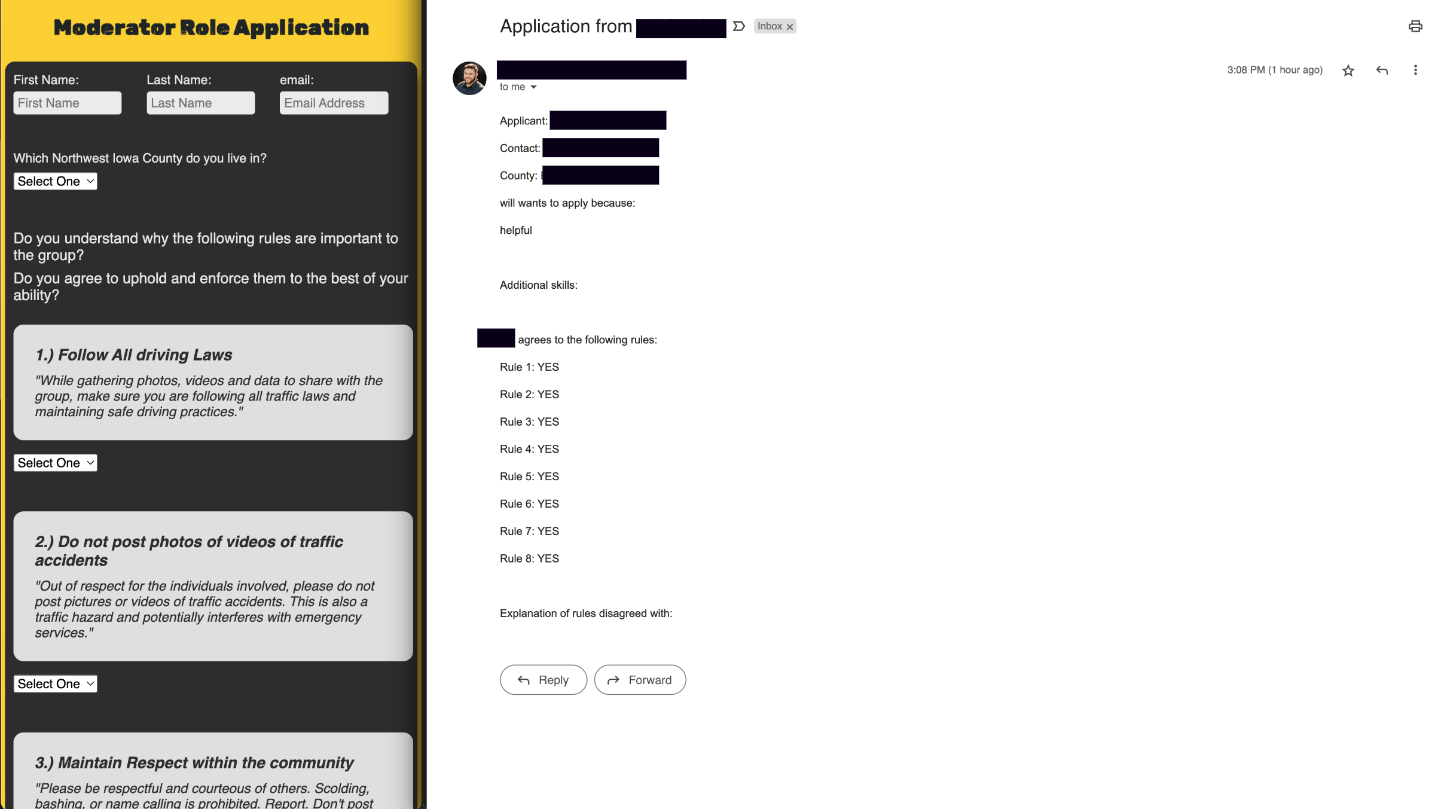 Moderator Role Application
First Name:
Last Name:
email:
First Name
Last Name
Email Address
Which Northwest Iowa County do you live in?
Select One
Do you understand why the following rules are important to
the group?
Do you agree to uphold and enforce them to the best of your
ability?
1.) Follow All driving Laws
"While gathering photos, videos and data to share with the
group, make sure you are following all traffic laws and
maintaining safe driving practices."
Select One
2.) Do not post photos of videos of traffic
accidents
"Out of respect for the individuals involved, please do not
post pictures or videos of traffic accidents. This is also a
traffic hazard and potentially interferes with emergency
services."
Select One
3.) Maintain Respect within the community
"Please be respectful and courteous of others. Scolding,
bashing, or name calling is prohibited. Report. Don't post
Application from
Inbox x
3:08 PM (1 hour ago)
to me
Applicant:
Contact:
County:
will wants to apply because:
helpful
Additional skills:
agrees to the following rules:
Rule 1: YES
Rule 2: YES
Rule 3: YES
Rule 4: YES
Rule 5: YES
Rule 6: YES
Rule 7: YES
Rule 8: YES
Explanation of rules disagreed with:
Reply
Forward